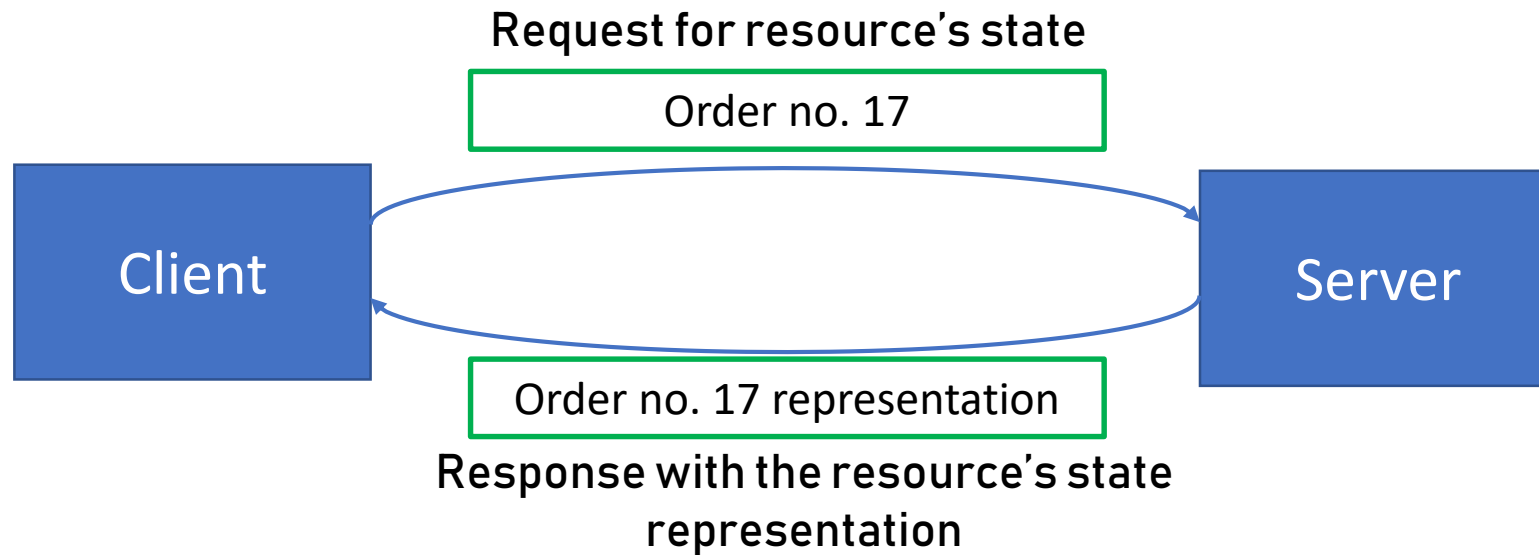 Request for resource’s state
Order no. 17
Client
Server
Order no. 17 representation
Response with the resource’s state
representation